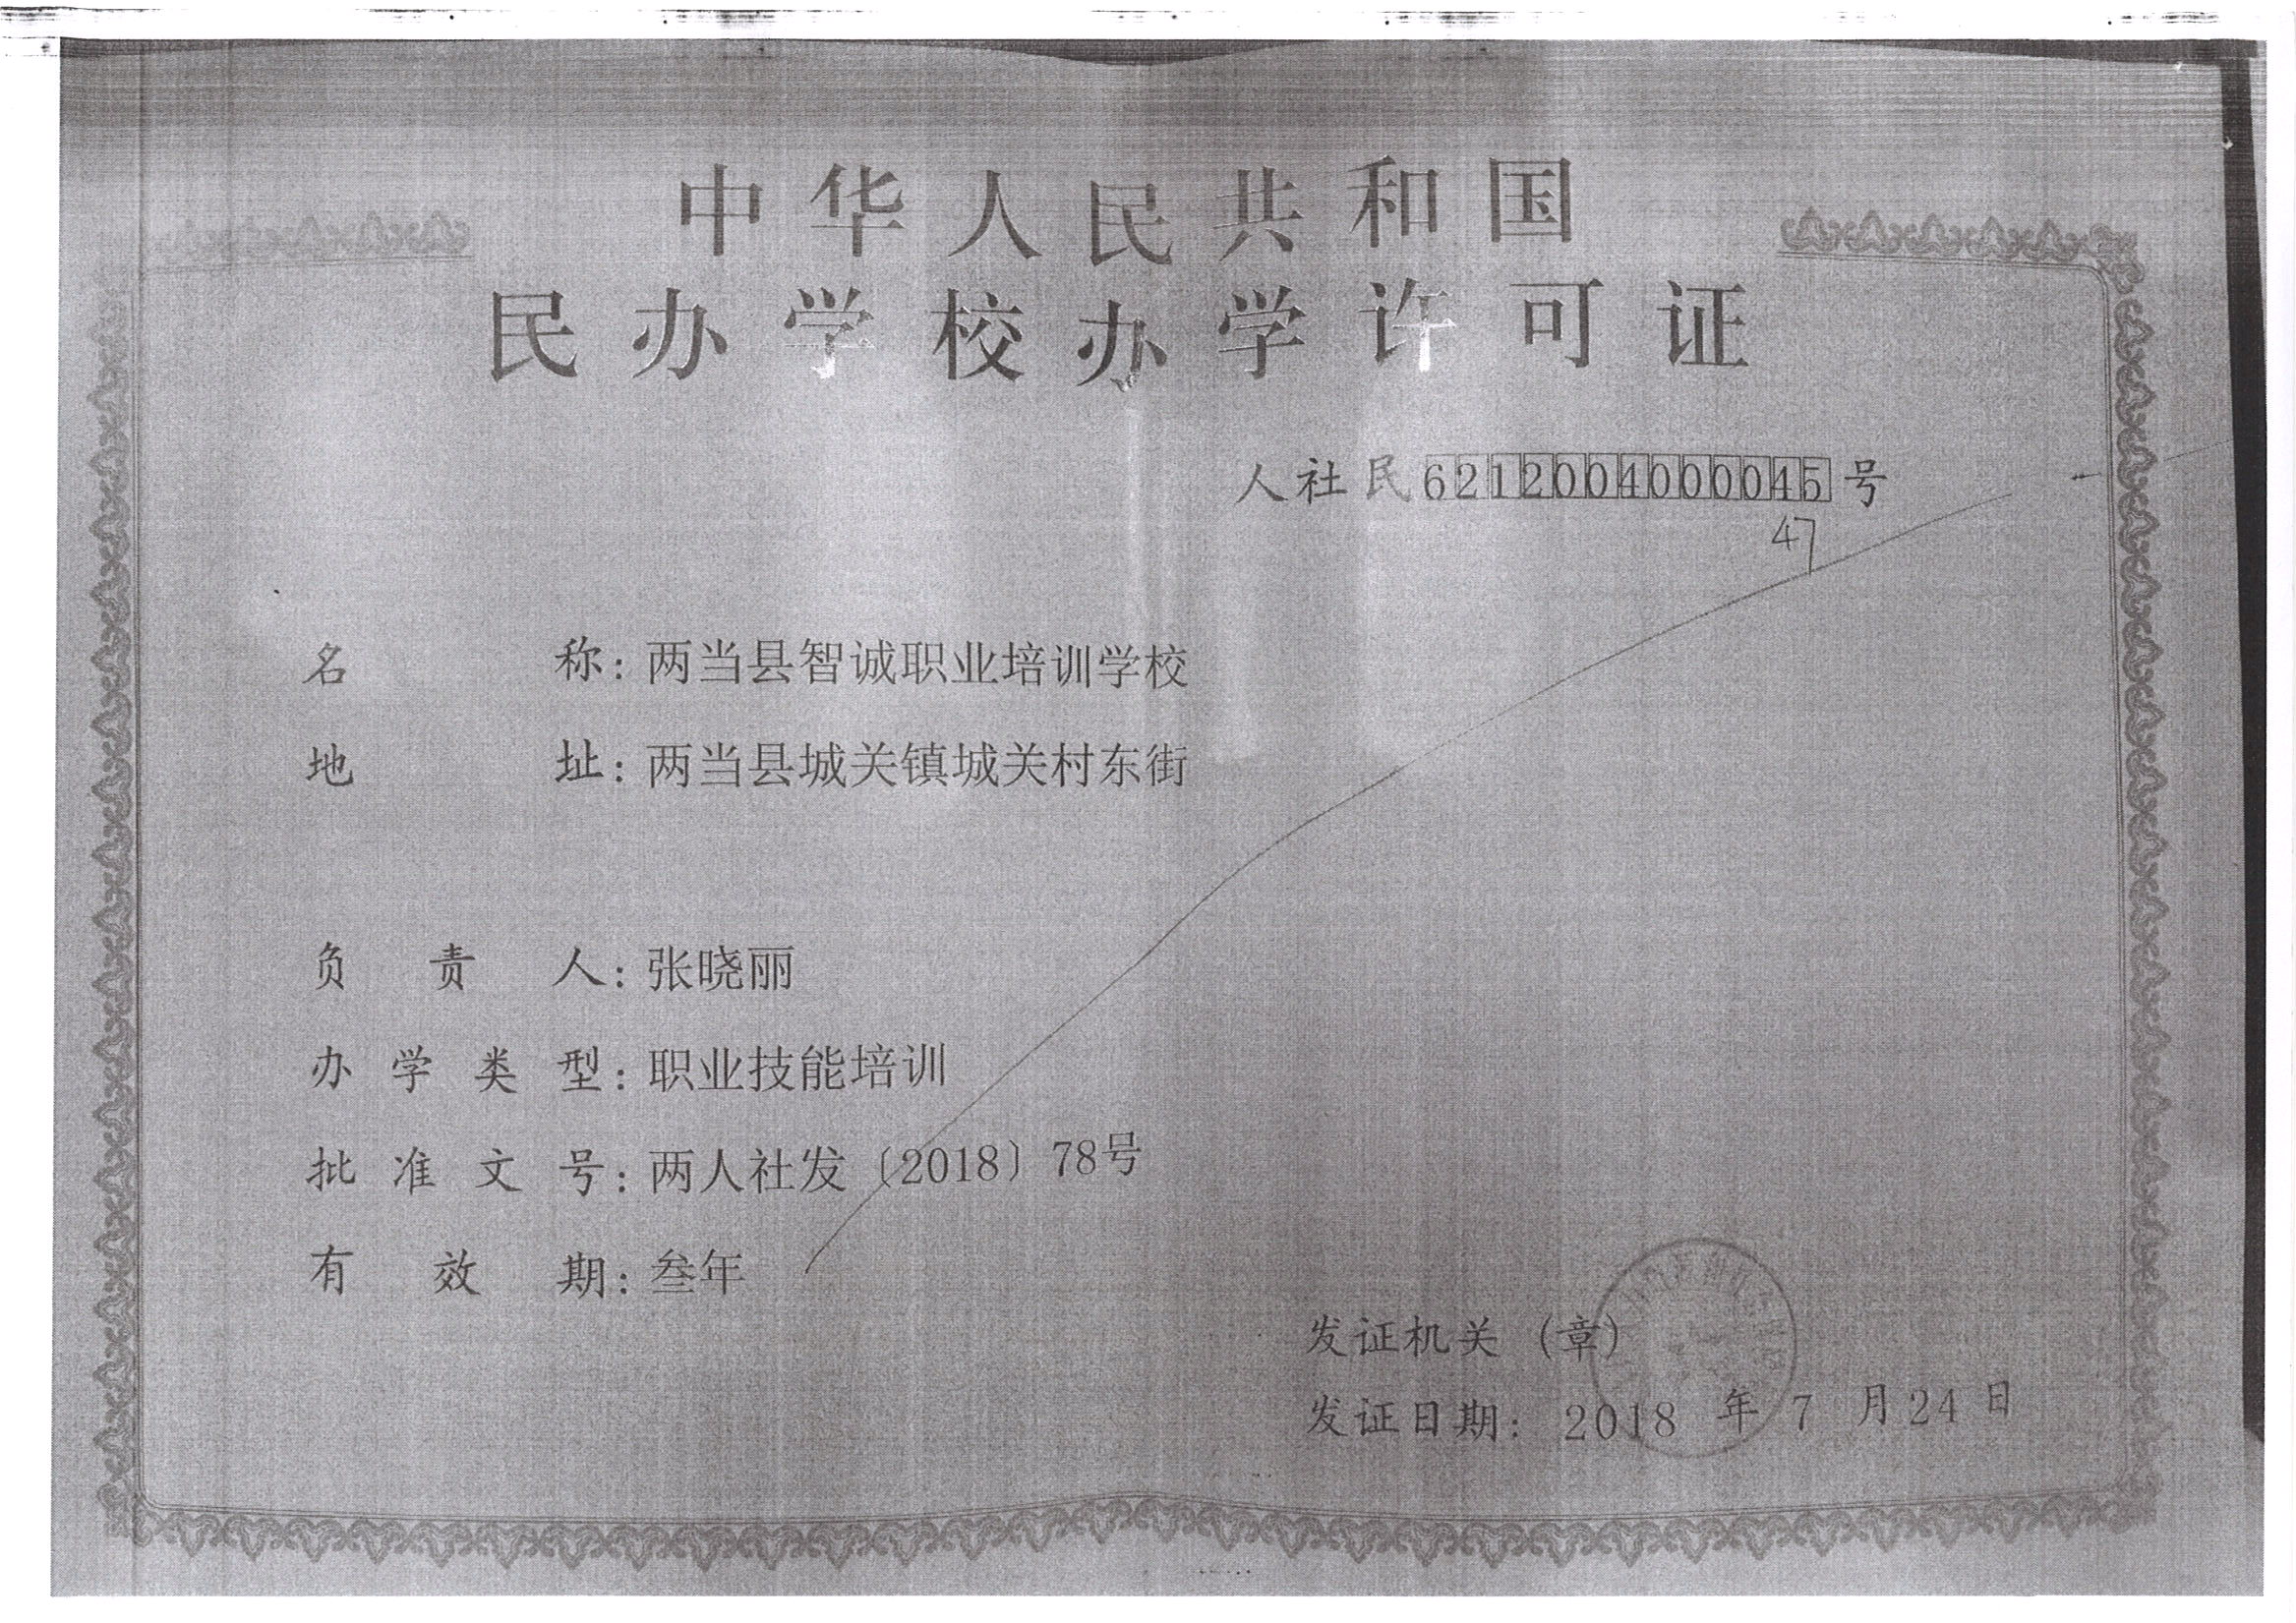 中华人民共和国
民办学校办学许可证
人社民6212004000045号
47
名称：两当县智诚职业培训学校
地址：两当县城关镇城关村东街
负责人：张晓丽
办学类型：职业技能培训
批准文号：两人社发〔2018〕78号
有效期：叁年
发证机关（章）
发证日期：2018年7月24日